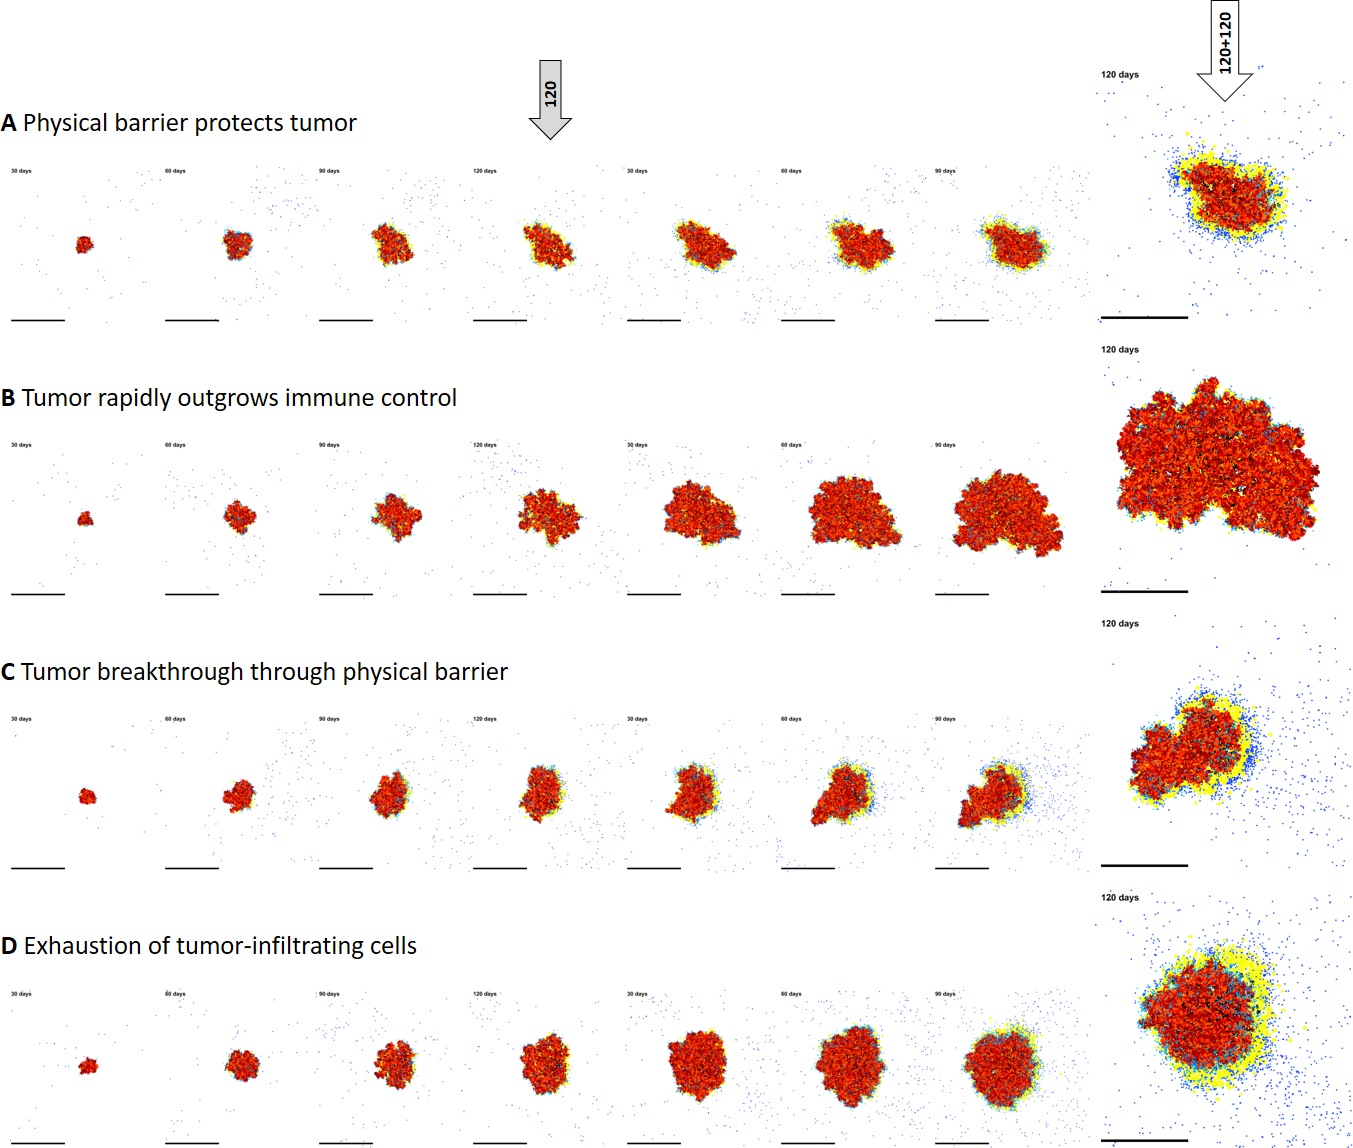 120
120+120
120 days
A Physical barrier protects tumor
30 days
60 days
90 days
120 days
30 days
60 days
90 days
120 days
B Tumor rapidly outgrows immune control
30 days
60 days
90 days
120 days
30 days
60 days
90 days
120 days
C Tumor breakthrough through physical barrier
30 days
60 days
90 days
120 days
30 days
60 days
90 days
120 days
D Exhaustion of tumor-infiltrating cells
30 days
60 days
90 days
120 days
30 days
60 days
90 days